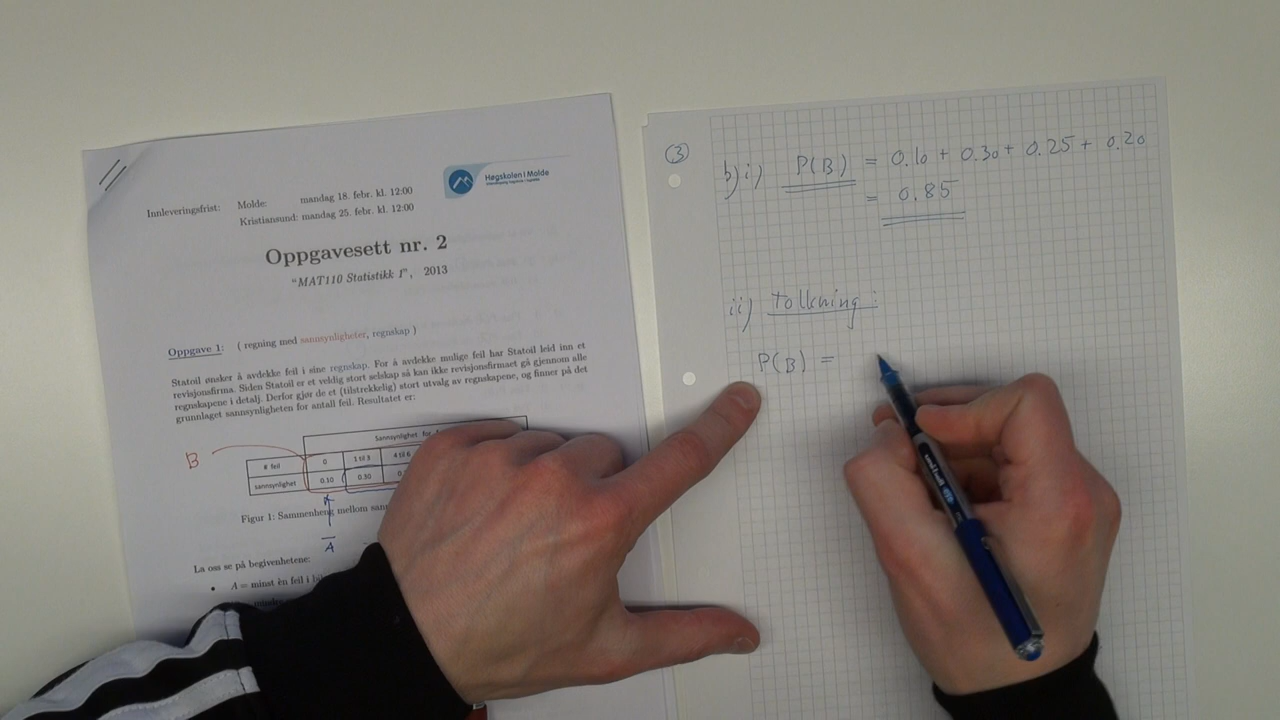 Innleveringsfrist: Molde: mandag 18. febr. kl. 12:00
Kristiansund: mandag 25. febr. kl. 12:00
Høgskolen i Molde
Oppgavesett nr. 2
"MAT110 Statistikk 1", 2013
Oppgave 1: ( regning med sannsynligheter, regnskap )
Statoil ønsker å avdekke feil i sine regnskap. For å avdekke mulige feil har Statoil leid inn et
revisjonsfirma. Siden Statoil er et veldig stort selskap så kan ikke revisjonsfirmaet gå gjennom alle
regnskapene i detalj. Derfor gjør de et (tilstrekkelig) stort utvalg av regnskapene, og finner på det
grunnlaget sannsynligheten for antall feil. Resultatet er:
Sannsynlighet for
B
# feil 0 1 til 3 4 til 6
sannsynlighet 0.10 0.30
Figur 1: Sammenheng mellom
A
La oss se på begivenhetene:
• A = minst èn feil i
3
b) i) P(B) = 0.10 + 0.30 + 0.25 + 0.20
= 0.85
ii) tolkning:
P(B) =